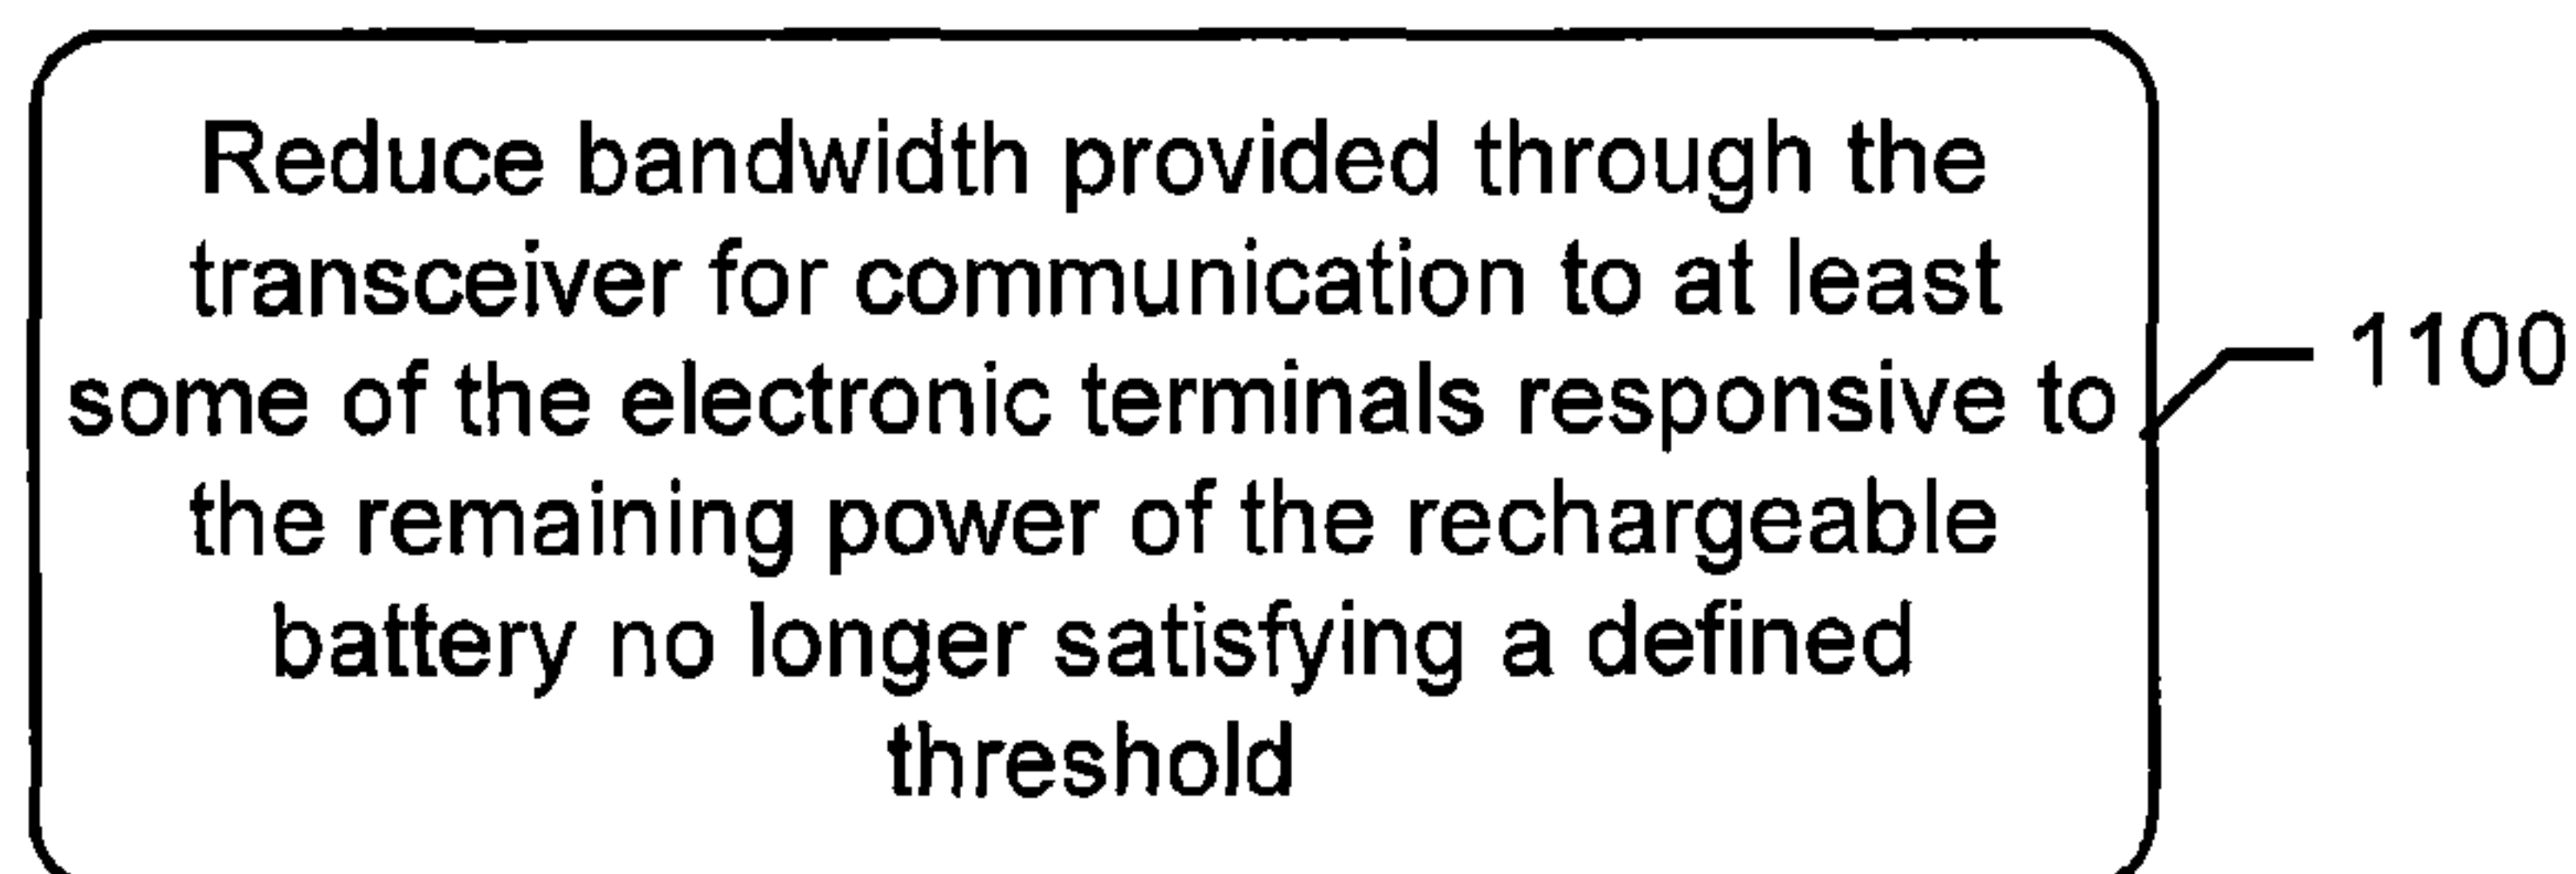 Reduce bandwidth provided through the
transceiver for communication to at least
some of the electronic terminals responsive to
the remaining power of the rechargeable
battery no longer satisfying a defined
threshold
1100